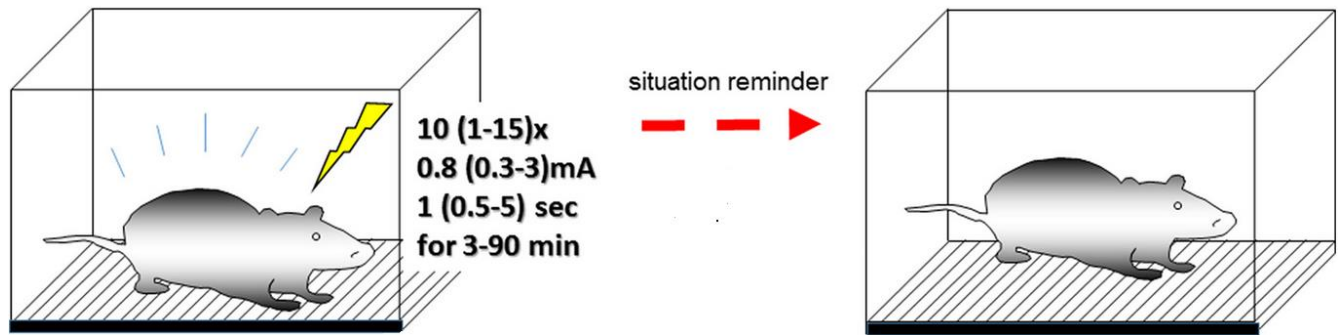 10 (1-15)x
0.8 (0.3-3)mA
1 (0.5-5) sec
for 3-90 min
situation reminder